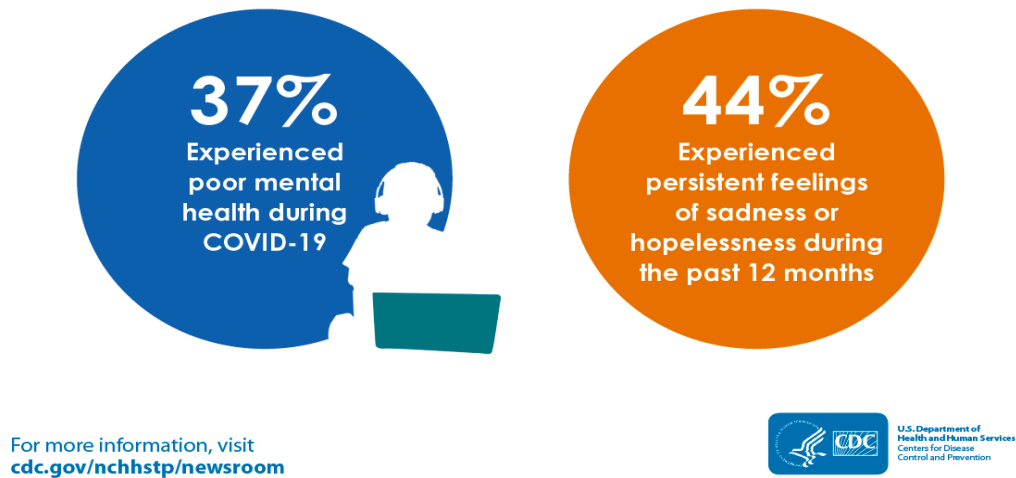 37%
Experienced
poor mental
health during
COVID-19
44%
Experienced
persistent feelings
of sadness or
hopelessness during
the past 12 months
For more information, visit
cdc.gov/nchhstp/newsroom
CDC
U.S. Department of
Health and Human Services
Centers for Disease
Control and Prevention